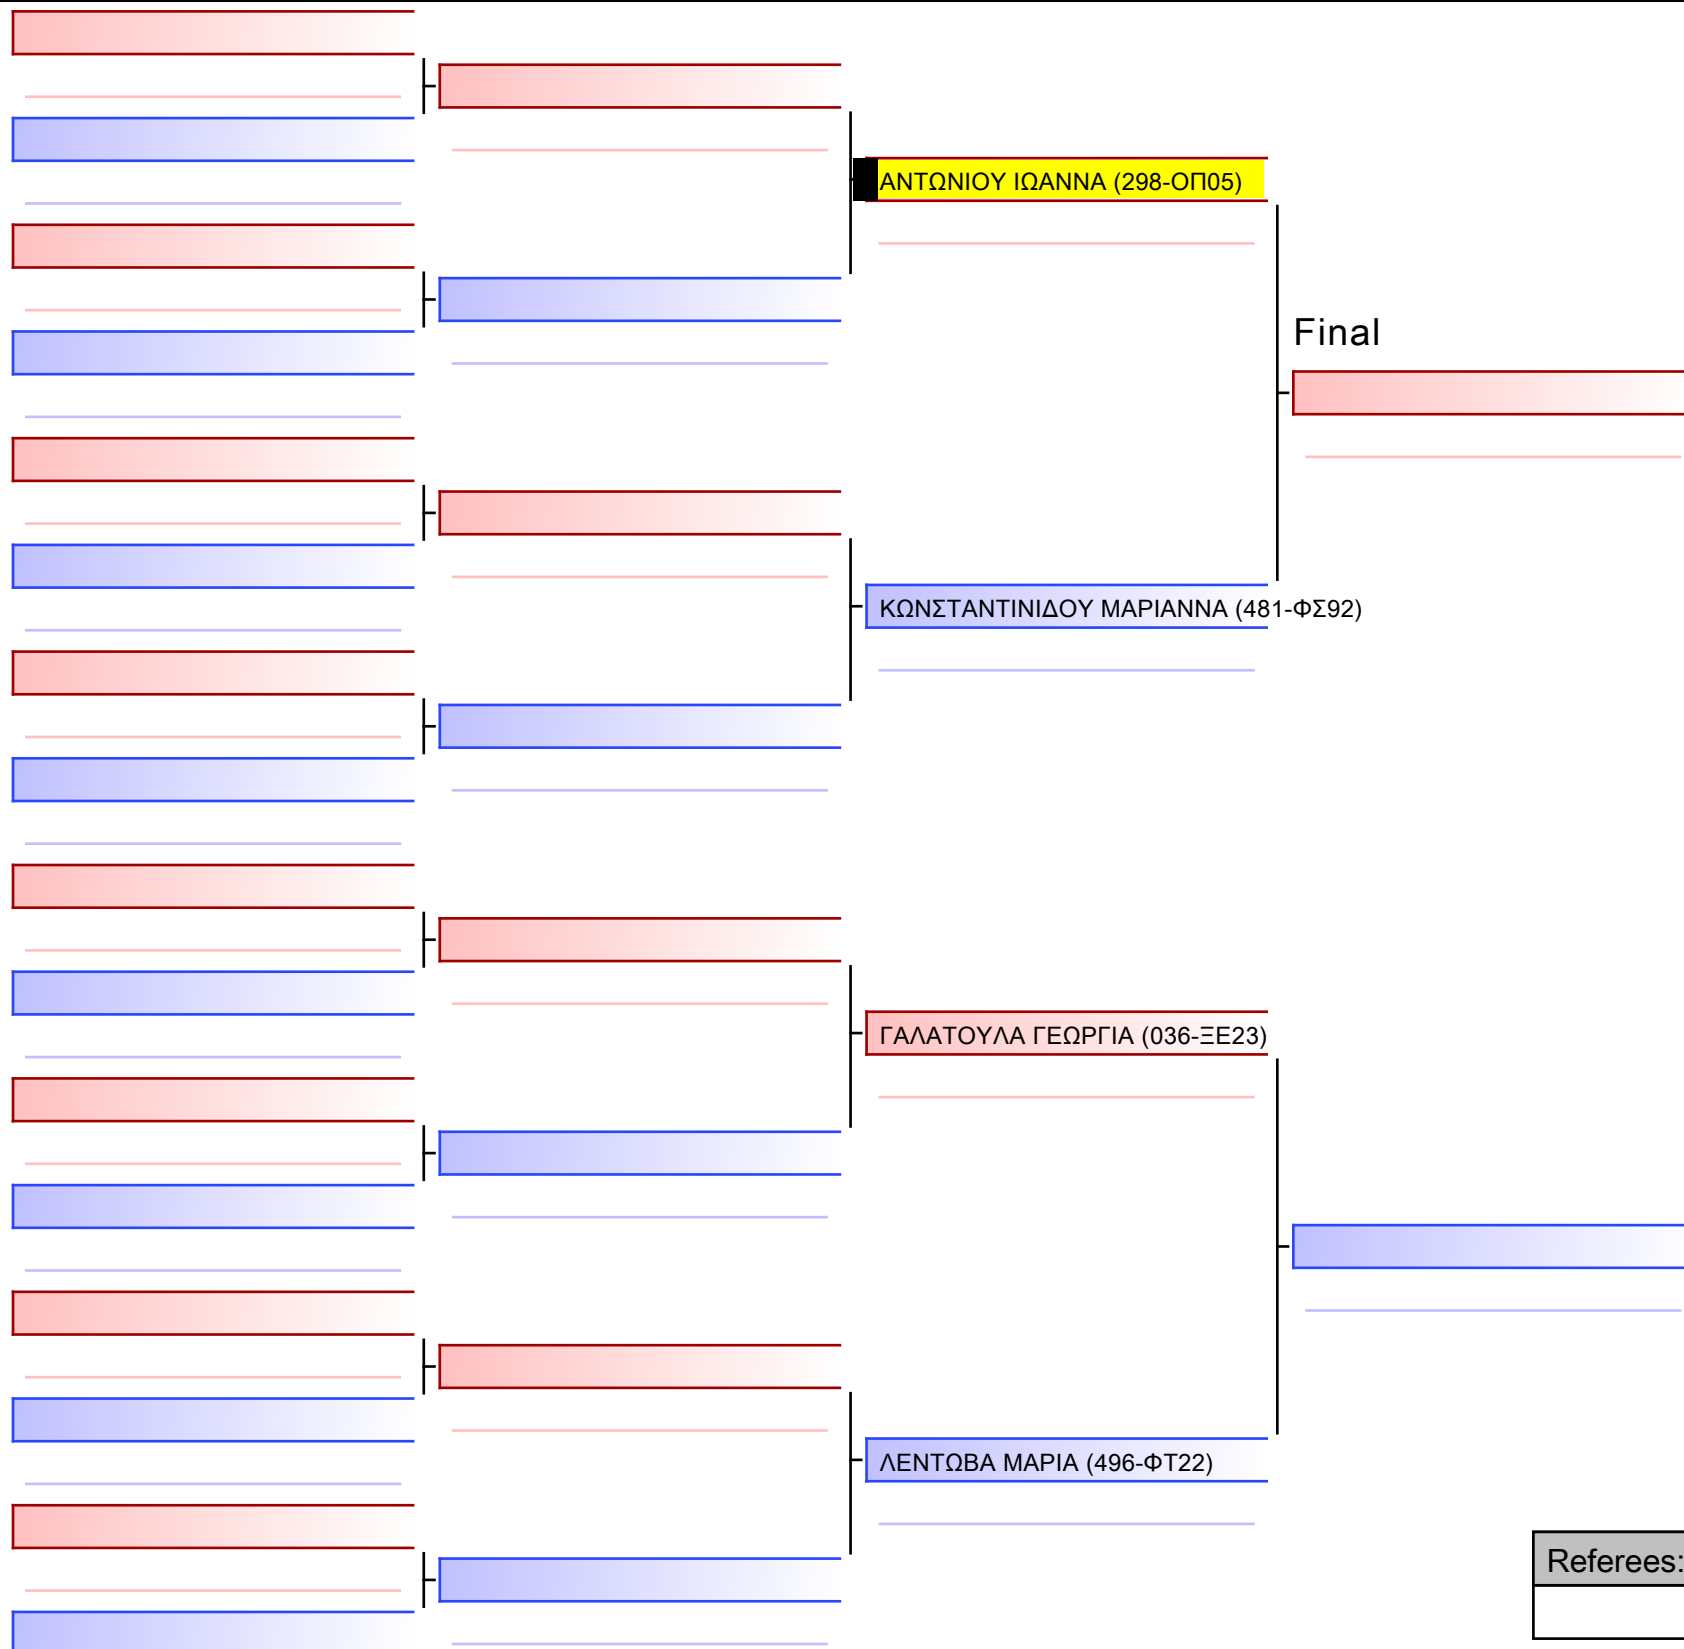 ΑΝΤΩΝΙΟΥ ΙΩΑΝΝΑ (298-ΟΠ05)
Final
ΚΩΝΣΤΑΝΤΙΝΙΔΟΥ ΜΑΡΙΑΝΝΑ (481-ΦΣ92)
ΓΑΛΑΤΟΥΛΑ ΓΕΩΡΓΙΑ (036-ΞΕ23)
ΛΕΝΤΩΒΑ ΜΑΡΙΑ (496-ΦΤ22)
Referees: